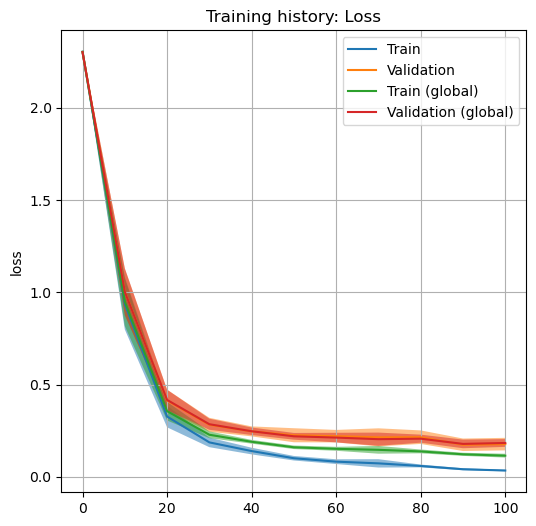 Training history: Loss
Train
Validation
Train (global)
Validation (global)
loss
2.0
1.5
1.0
0.5
0.0
0 20 40 60 80 100